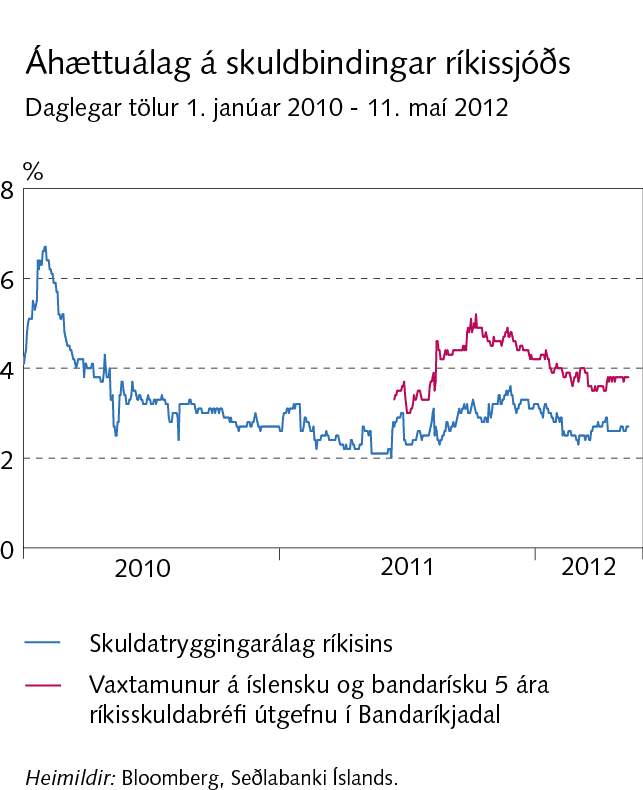 Áhættuálag á skuldbindingar ríkissjóðs
Daglegar tölur 1. janúar 2010 - 11. maí 2012
%
8
6
4
2
0
2010 2011 2012
Skuldatryggingarálag ríkisins
Vaxtamunur á íslensku og bandarísku 5 ára
ríkisskuldabréfi útgefnu í Bandaríkjadal
Heimildir: Bloomberg, Seðlabanki Íslands.